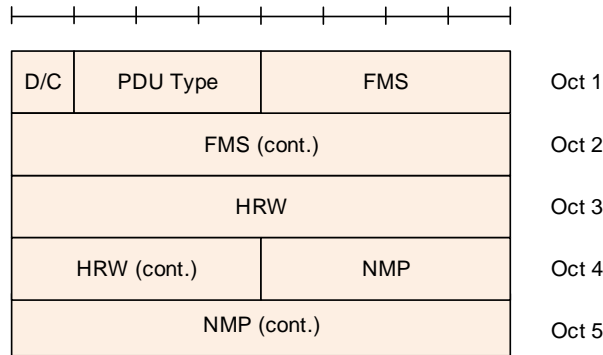 D/C PDU Type FMS Oct 1
FMS (cont.) Oct 2
HRW Oct 3
HRW (cont.) NMP Oct 4
NMP (cont.) Oct 5